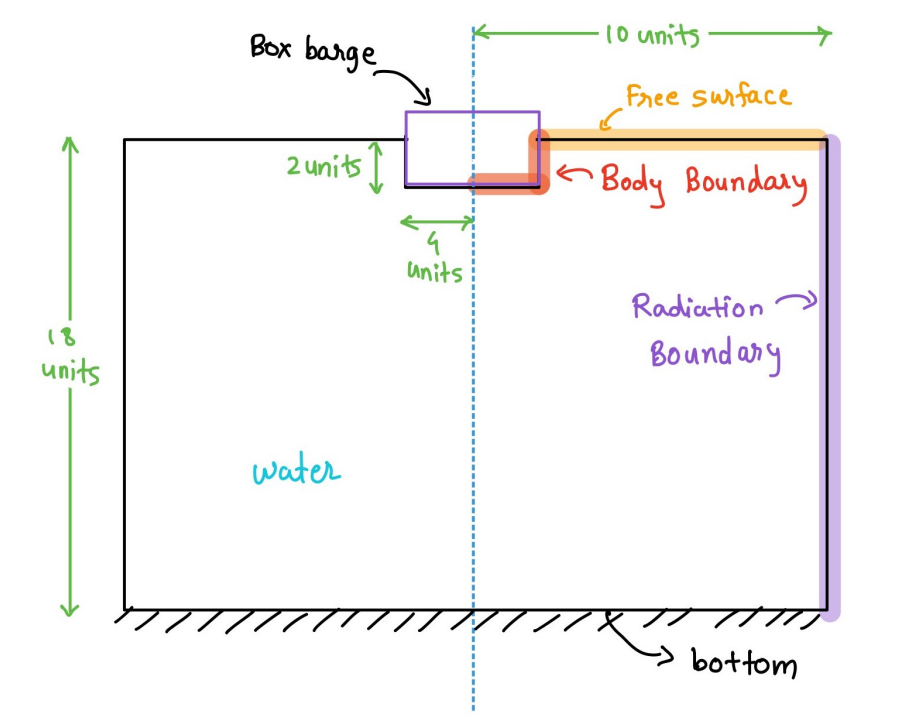 10 units
Box barge
Free surface
2 units
Body Boundary
4
units
Radiation
Boundary
18
units
water
bottom